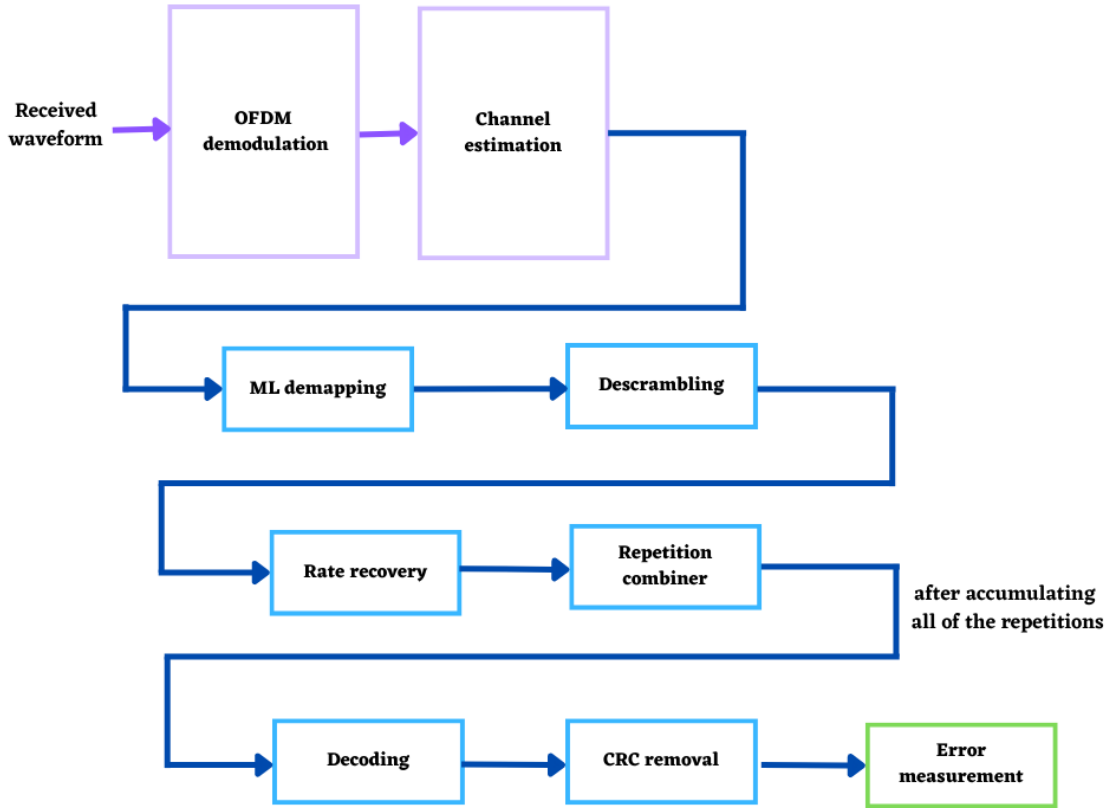 Received
waveform
OFDM
demodulation
Channel
estimation
ML demapping
Descrambling
Rate recovery
Repetition
combiner
after accumulating
all of the repetitions
Decoding
CRC removal
Error
measurement